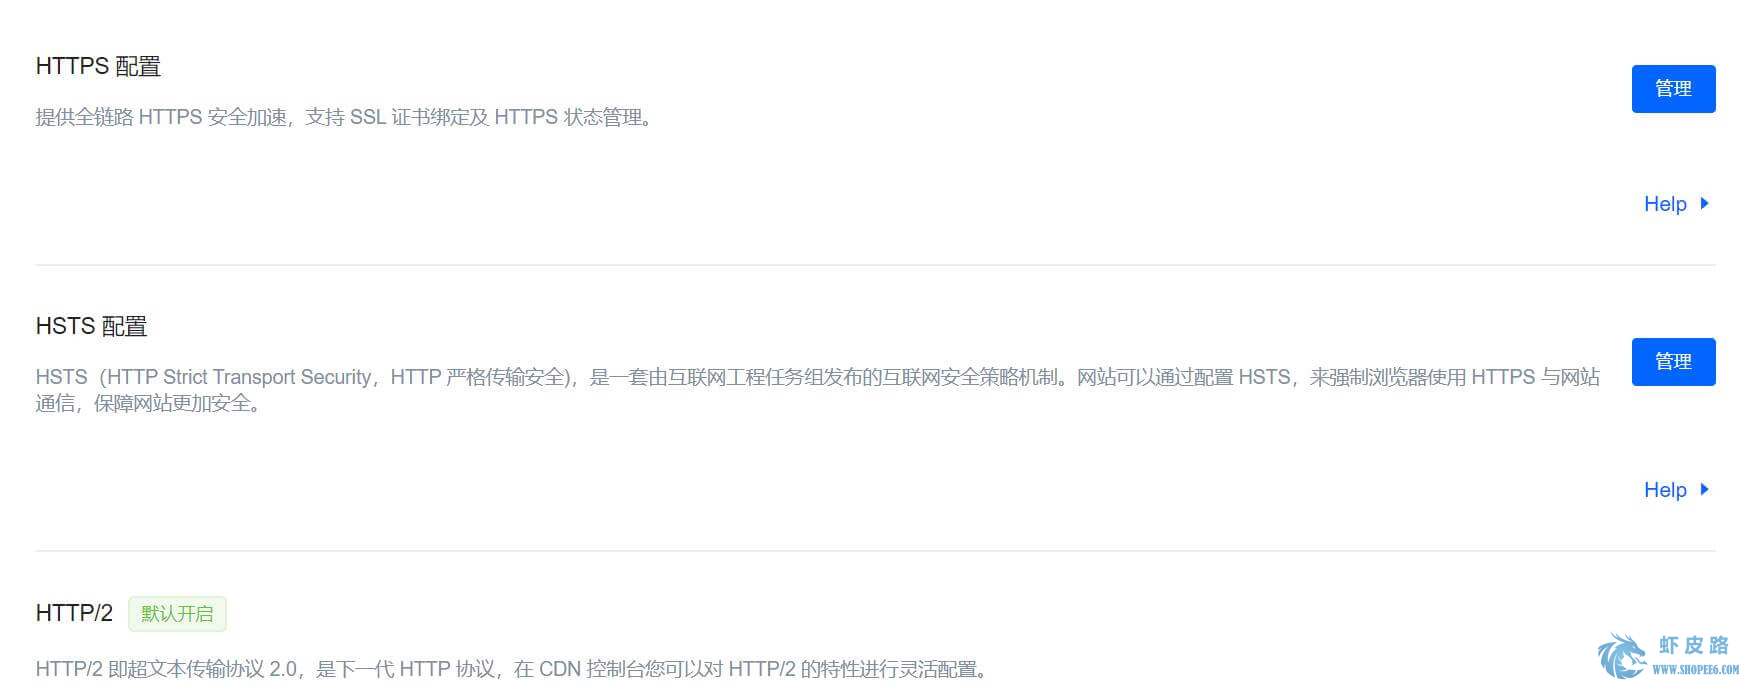 HTTPS 配置
管理
提供全链路 HTTPS 安全加速，支持 SSL 证书绑定及 HTTPS 状态管理。
Help
HSTS 配置
管理
HSTS（HTTP Strict Transport Security，HTTP 严格传输安全)，是一套由互联网工程任务组发布的互联网安全策略机制。网站可以通过配置 HSTS，来强制浏览器使用 HTTPS 与网站
通信，保障网站更加安全。
Help
HTTP/2 默认开启
HTTP/2 即超文本传输协议 2.0，是下一代 HTTP 协议，在 CDN 控制台您可以对 HTTP/2 的特性进行灵活配置。
虾皮路
WWW.SHOPEE6.COM